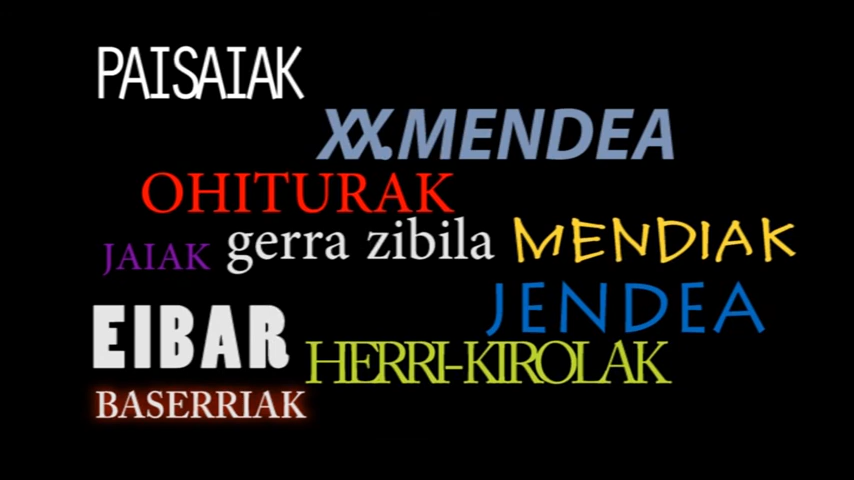 PAISAIAK
XX.MENDEA
OHITURAK
JAIAK gerra zibila MENDIAK
JENDEA
EIBAR
HERRI-KIROLAK
BASERRIAK